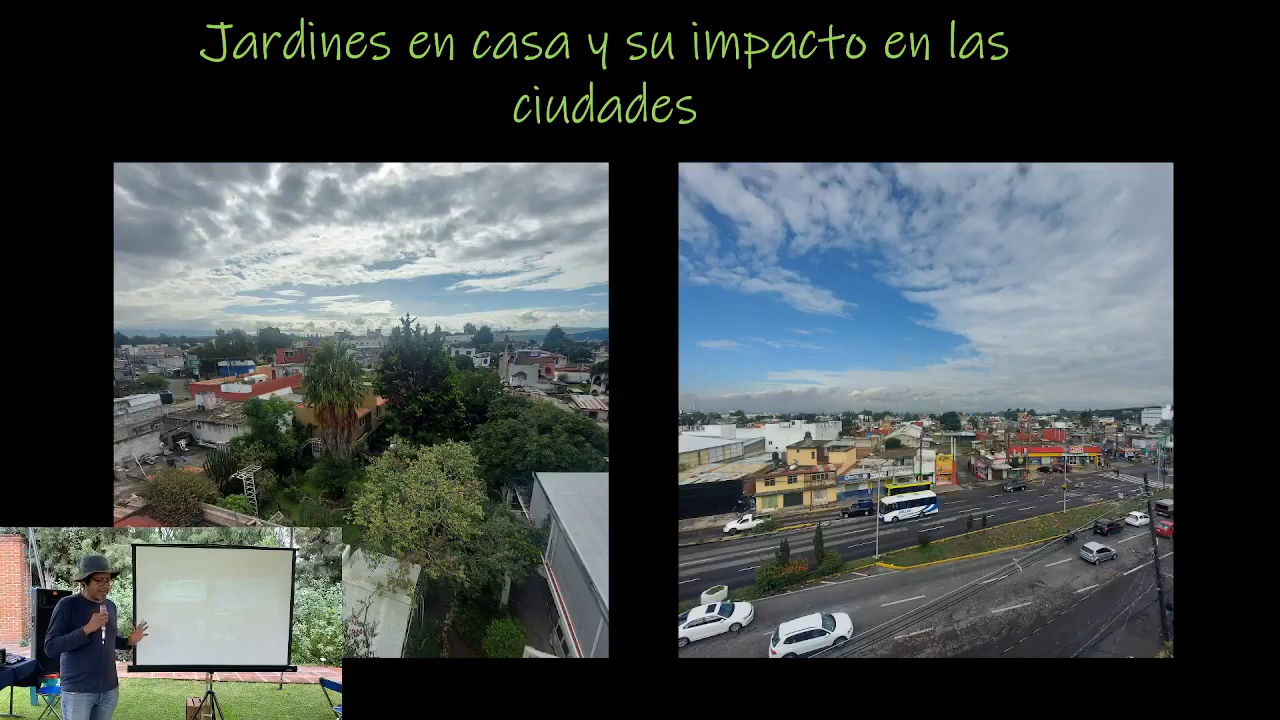 Jardines en casa y su impacto en las
ciudades